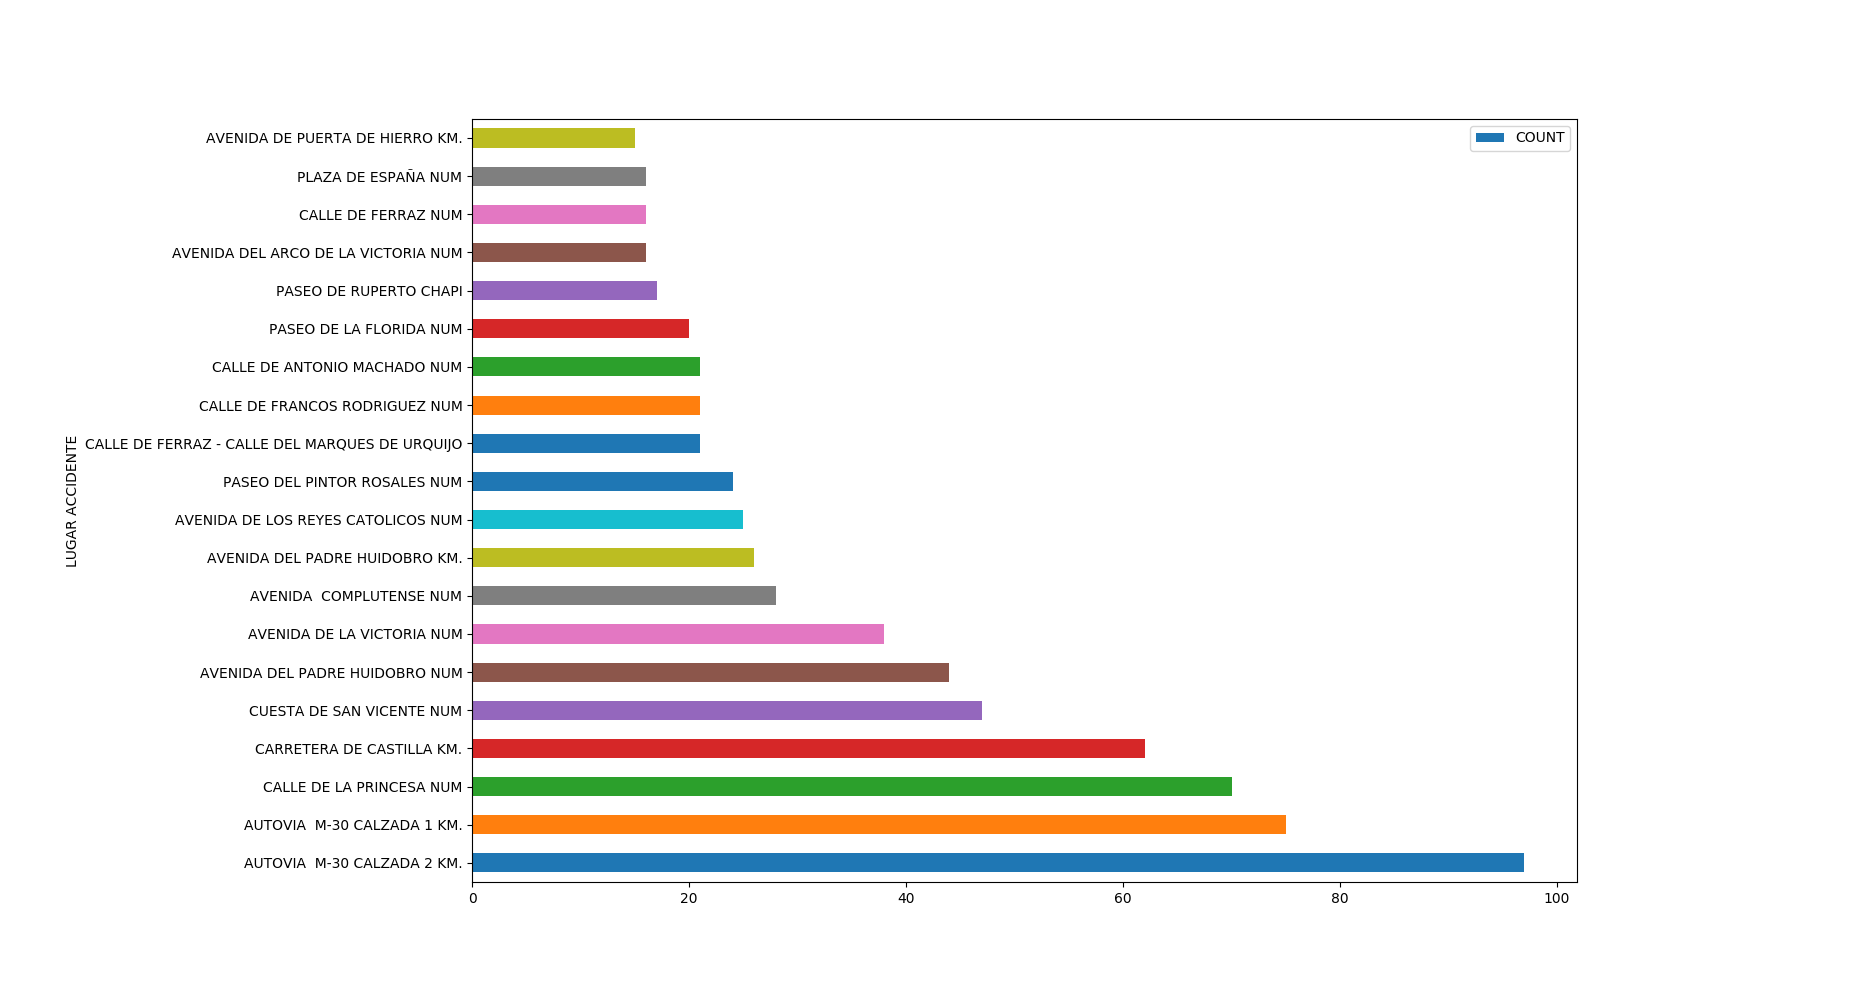 COUNT
LUGAR ACCIDENTE
AVENIDA DE PUERTA DE HIERRO KM.
PLAZA DE ESPAÑA NUM
CALLE DE FERRAZ NUM
AVENIDA DEL ARCO DE LA VICTORIA NUM
PASEO DE RUPERTO CHAPI
PASEO DE LA FLORIDA NUM
CALLE DE ANTONIO MACHADO NUM
CALLE DE FRANCOS RODRIGUEZ NUM
CALLE DE FERRAZ - CALLE DEL MARQUES DE URQUIJO
PASEO DEL PINTOR ROSALES NUM
AVENIDA DE LOS REYES CATOLICOS NUM
AVENIDA DEL PADRE HUIDOBRO KM.
AVENIDA  COMPLUTENSE NUM
AVENIDA DE LA VICTORIA NUM
AVENIDA DEL PADRE HUIDOBRO NUM
CUESTA DE SAN VICENTE NUM
CARRETERA DE CASTILLA KM.
CALLE DE LA PRINCESA NUM
AUTOVIA  M-30 CALZADA 1 KM.
AUTOVIA  M-30 CALZADA 2 KM.
0 20 40 60 80 100